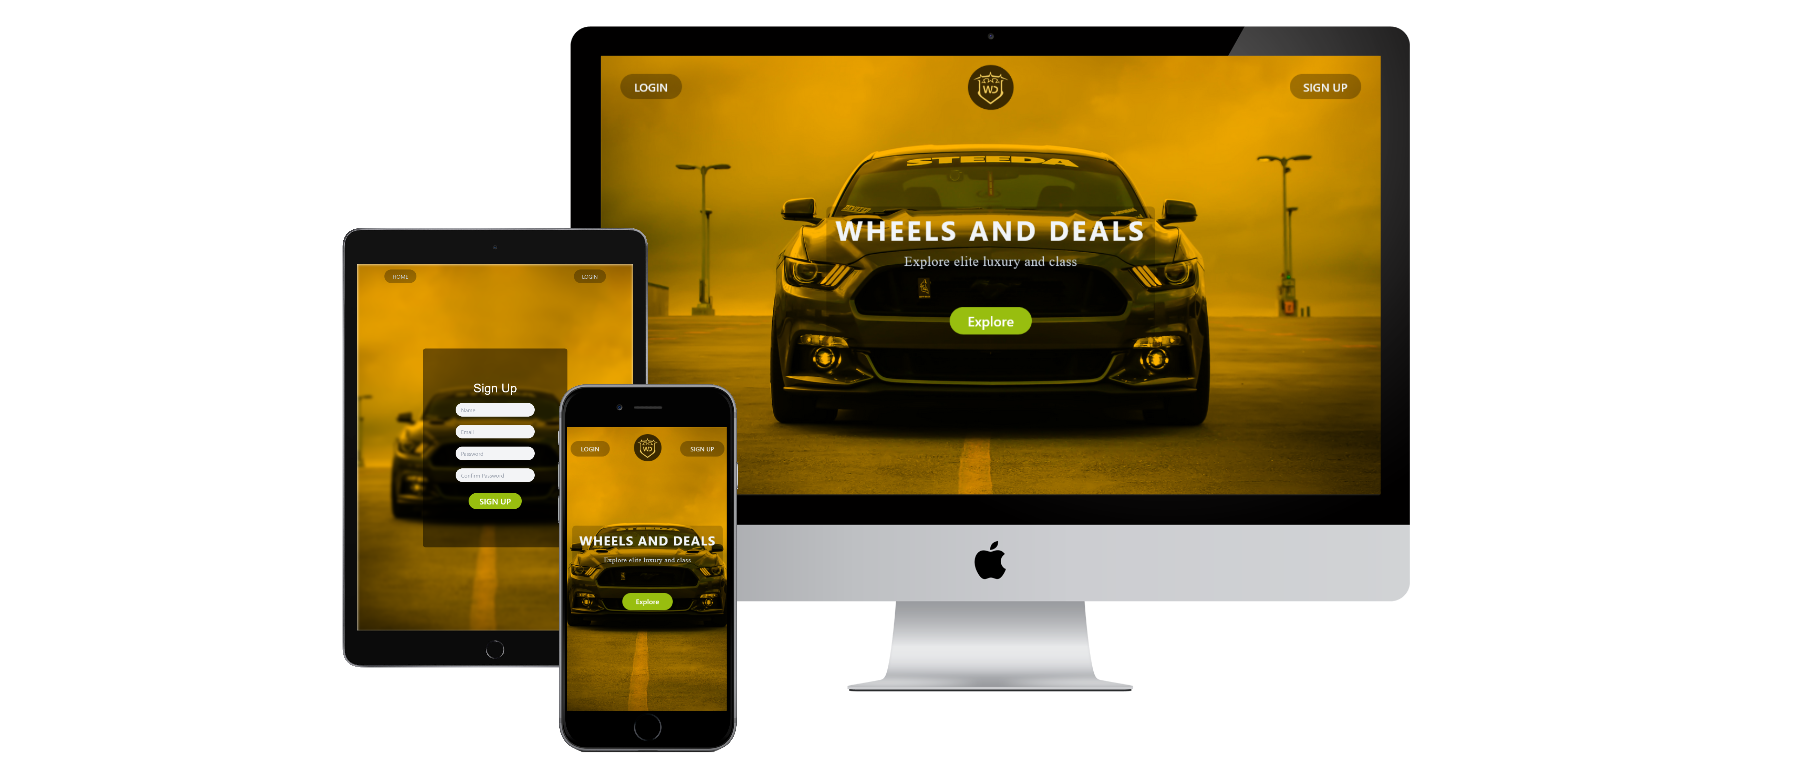 LOGIN
WD
SIGN UP
STEEDA
WHEELS AND DEALS
Explore elite luxury and class
Explore
HOME
LOGIN
Sign Up
Name
Email
Password
Confirm Password
SIGN UP
LOGIN
WD
SIGN UP
STEEDA
WHEELS AND DEALS
Explore elite luxury and class
Explore